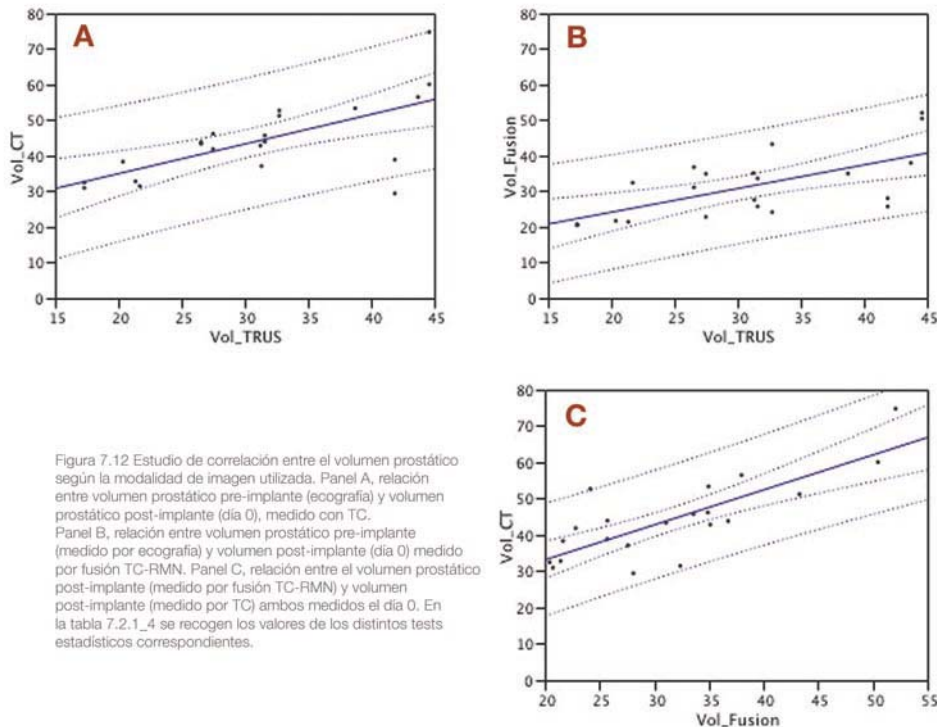 A
80
70
60
50
40
30
20
10
0
Vol_CT
15 20 25 30 35 40 45
Vol_TRUS
B
80
70
60
50
40
30
20
10
0
Vol_Fusion
15 20 25 30 35 40 45
Vol_TRUS
Figura 7.12 Estudio de correlación entre el volumen prostático
según la modalidad de imagen utilizada. Panel A, relación
entre volumen prostático pre-implante (ecografía) y volumen
prostático post-implante (día 0), medido con TC.
Panel B, relación entre volumen prostático pre-implante
(medido por ecografía) y volumen post-implante (día 0) medido
por fusión TC-RMN. Panel C, relación entre el volumen prostático
post-implante (medido por fusión TC-RMN) y volumen
post-implante (medido por TC) ambos medidos el día 0. En
la tabla 7.2.1_4 se recogen los valores de los distintos tests
estadísticos correspondientes.
C
80
70
60
50
40
30
20
10
0
Vol_CT
20 25 30 35 40 45 50 55
Vol_Fusion